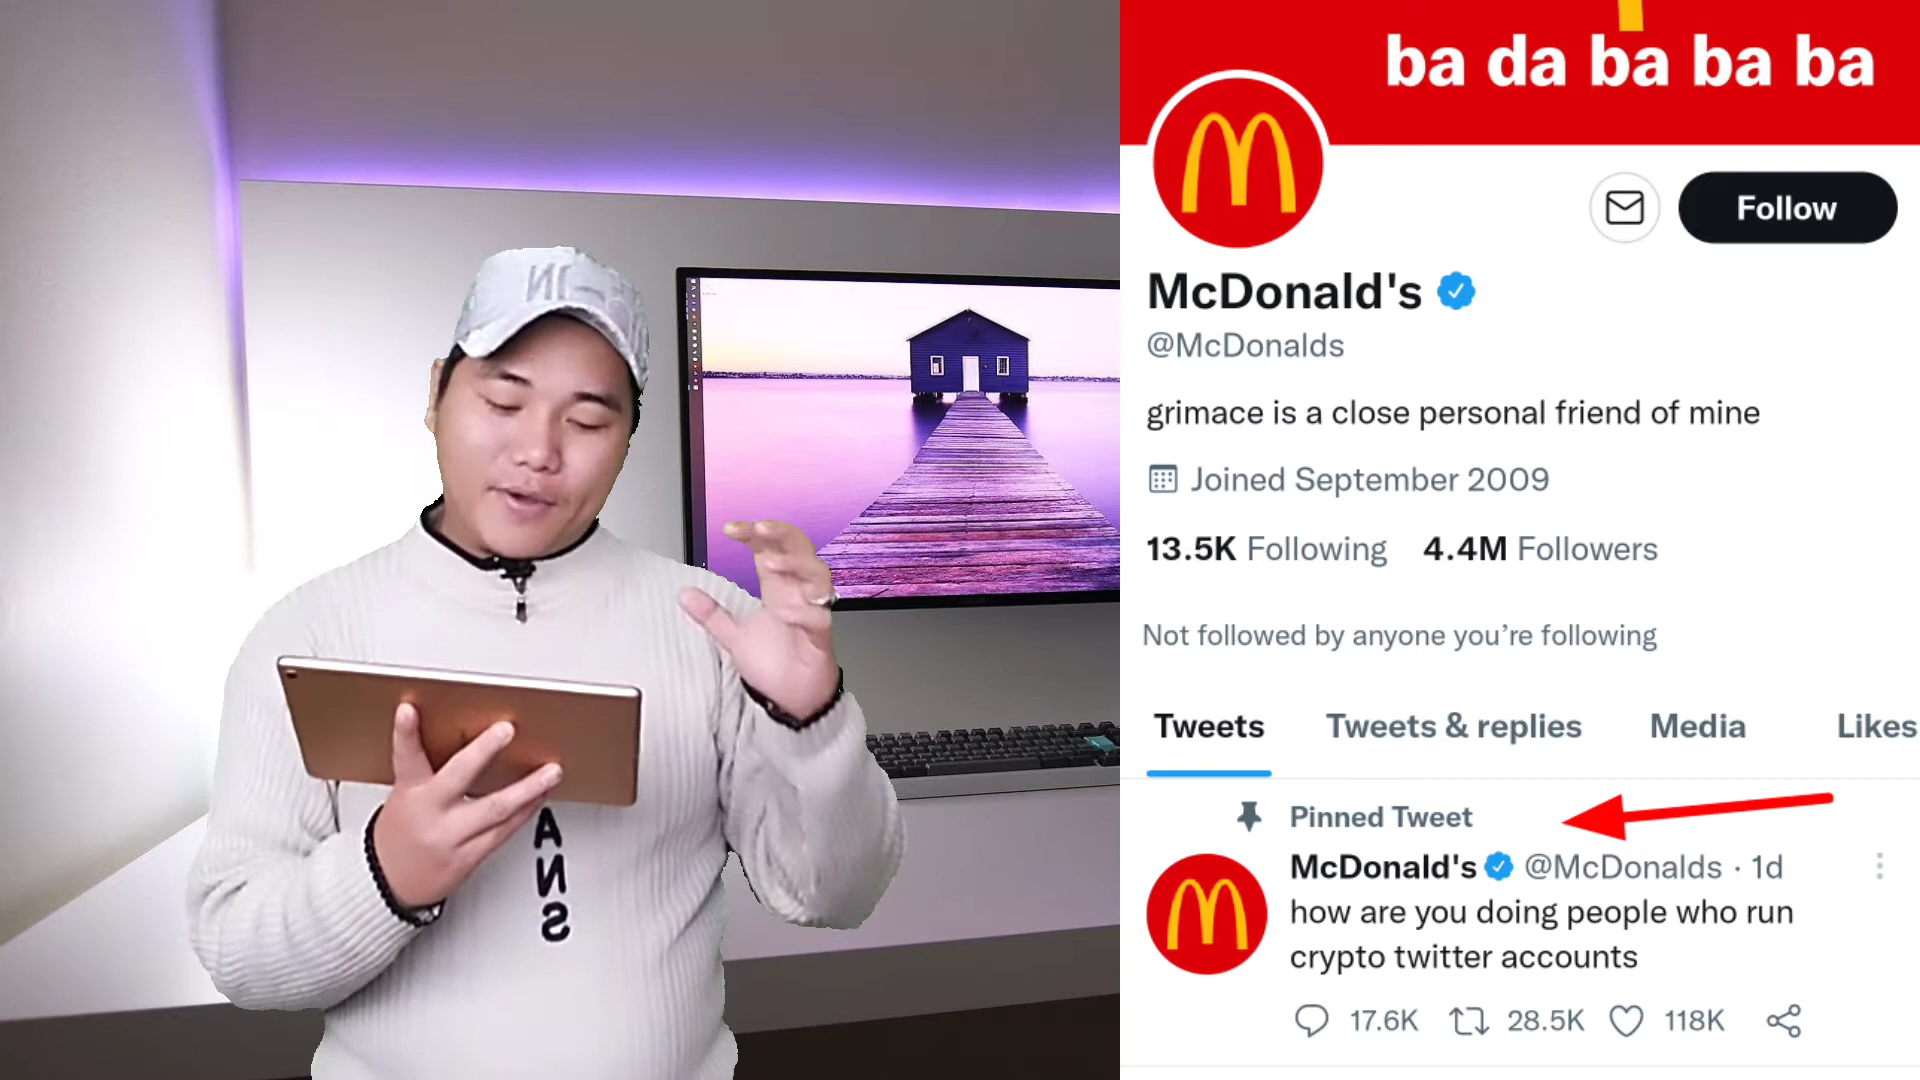 ANS
ba da ba ba ba
Follow
McDonald's
@McDonalds
grimace is a close personal friend of mine
Joined September 2009
13.5K Following 4.4M Followers
Not followed by anyone you’re following
Tweets Tweets & replies Media Likes
Pinned Tweet
McDonald's @McDonalds · 1d
how are you doing people who run
crypto twitter accounts
17.6K 28.5K 118K